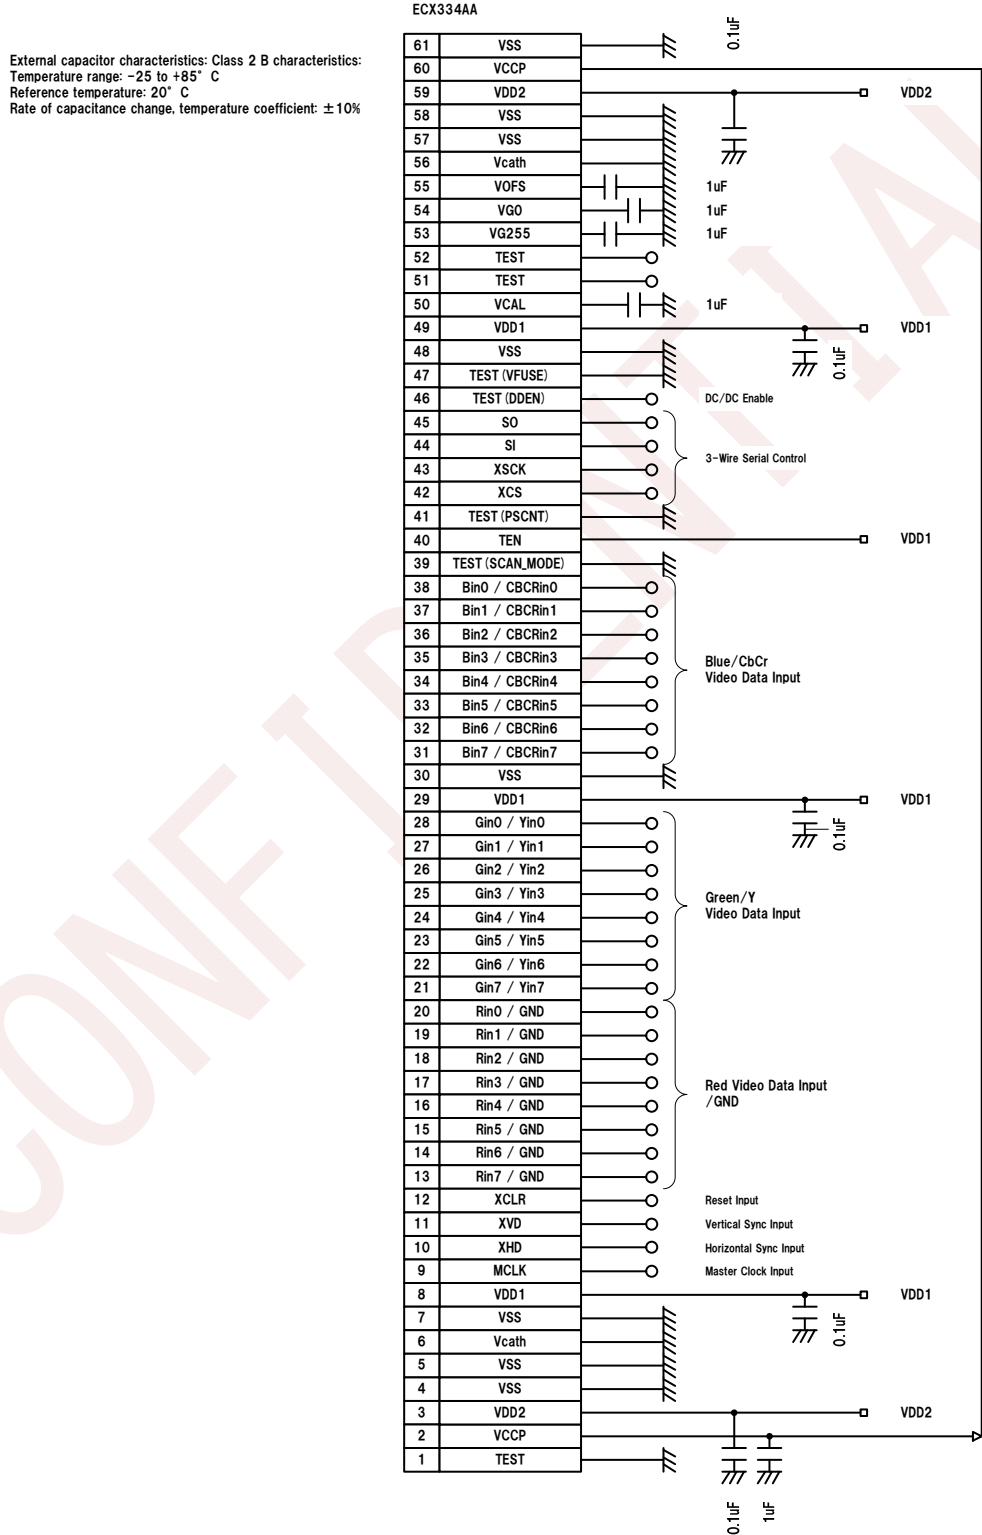 ECX334AA
0.1uF
External capacitor characteristics: Class 2 B characteristics:
Temperature range: -25 to +85° C
Reference temperature: 20° C
Rate of capacitance change, temperature coefficient: ±10%
61 VSS
60 VCCP
59 VDD2 VDD2
58 VSS
57 VSS
56 Vcath
55 VOFS 1uF
54 VG0 1uF
53 VG255 1uF
52 TEST
51 TEST
50 VCAL 1uF
49 VDD1 VDD1
48 VSS 0.1uF
47 TEST(VFUSE)
46 TEST(DDEN) DC/DC Enable
45 SO
44 SI
3-Wire Serial Control
43 XSCK
42 XCS
41 TEST(PSCNT)
40 TEN VDD1
39 TEST(SCAN_MODE)
38 Bin0 / CBCRin0
37 Bin1 / CBCRin1
36 Bin2 / CBCRin2
35 Bin3 / CBCRin3 Blue/CbCr
34 Bin4 / CBCRin4 Video Data Input
33 Bin5 / CBCRin5
32 Bin6 / CBCRin6
31 Bin7 / CBCRin7
30 VSS
29 VDD1 VDD1
28 Gin0 / Yin0 0.1uF
27 Gin1 / Yin1
26 Gin2 / Yin2
25 Gin3 / Yin3 Green/Y
24 Gin4 / Yin4 Video Data Input
23 Gin5 / Yin5
22 Gin6 / Yin6
21 Gin7 / Yin7
20 Rin0 / GND
19 Rin1 / GND
18 Rin2 / GND
17 Rin3 / GND Red Video Data Input
16 Rin4 / GND /GND
15 Rin5 / GND
14 Rin6 / GND
13 Rin7 / GND
12 XCLR Reset Input
11 XVD Vertical Sync Input
10 XHD Horizontal Sync Input
9 MCLK Master Clock Input
8 VDD1 VDD1
7 VSS 0.1uF
6 Vcath
5 VSS
4 VSS
3 VDD2 VDD2
2 VCCP
1 TEST
0.1uF 1uF
CONFIDENTIAL